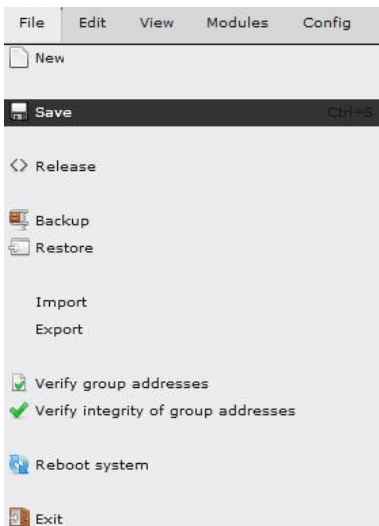 File Edit View Modules Config
New
Save Ctrl+S
Release
Backup
Restore
Import
Export
Verify group addresses
Verify integrity of group addresses
Reboot system
Exit